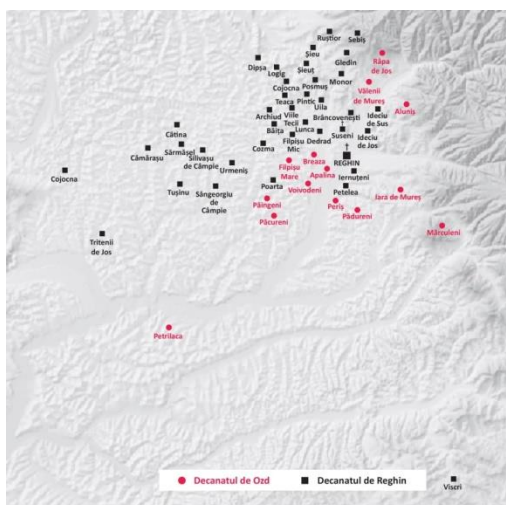 Ruștior
Sebiș
Șieu
Gledin
Râpa
de Jos
Dipșa
Logig
Șieuț
Monor
Cojocna
Posmuș
Vălenii
de Mureș
Teaca
Pintic
Uila
Aluniș
Archiud
Viile
Tecii
Brâncovenești
Ideciu
de Sus
Băița
Lunca
Suseni
Ideciu
de Jos
Cătina
Filpișu
Mic
Dedrad
Sărmășel
Cozma
Breaza
REGHIN
Cămărașu
Silivașu
de Câmpie
Urmeniș
Filpișu
Mare
Apalina
Iernuțeni
Cojocna
Tușinu
Sângeorgiu
de Câmpie
Poarta
Voivodeni
Petelea
Păingeni
Periș
Iara de Mureș
Păcureni
Pădureni
Mărculeni
Tritenii
de Jos
Petrilaca
Decanatul de Ozd
Decanatul de Reghin
Viscri